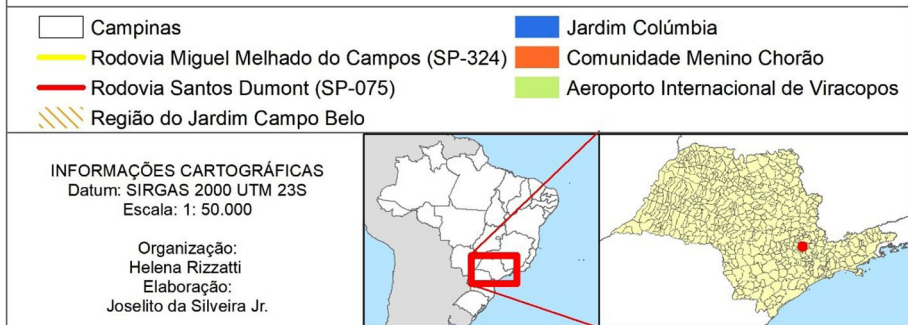 Campinas
Rodovia Miguel Melhado do Campos (SP-324)
Rodovia Santos Dumont (SP-075)
Região do Jardim Campo Belo
Jardim Colúmbia
Comunidade Menino Chorão
Aeroporto Internacional de Viracopos
INFORMAÇÕES CARTOGRÁFICAS
Datum: SIRGAS 2000 UTM 23S
Escala: 1: 50.000
Organização:
Helena Rizzatti
Elaboração:
Joselito da Silveira Jr.